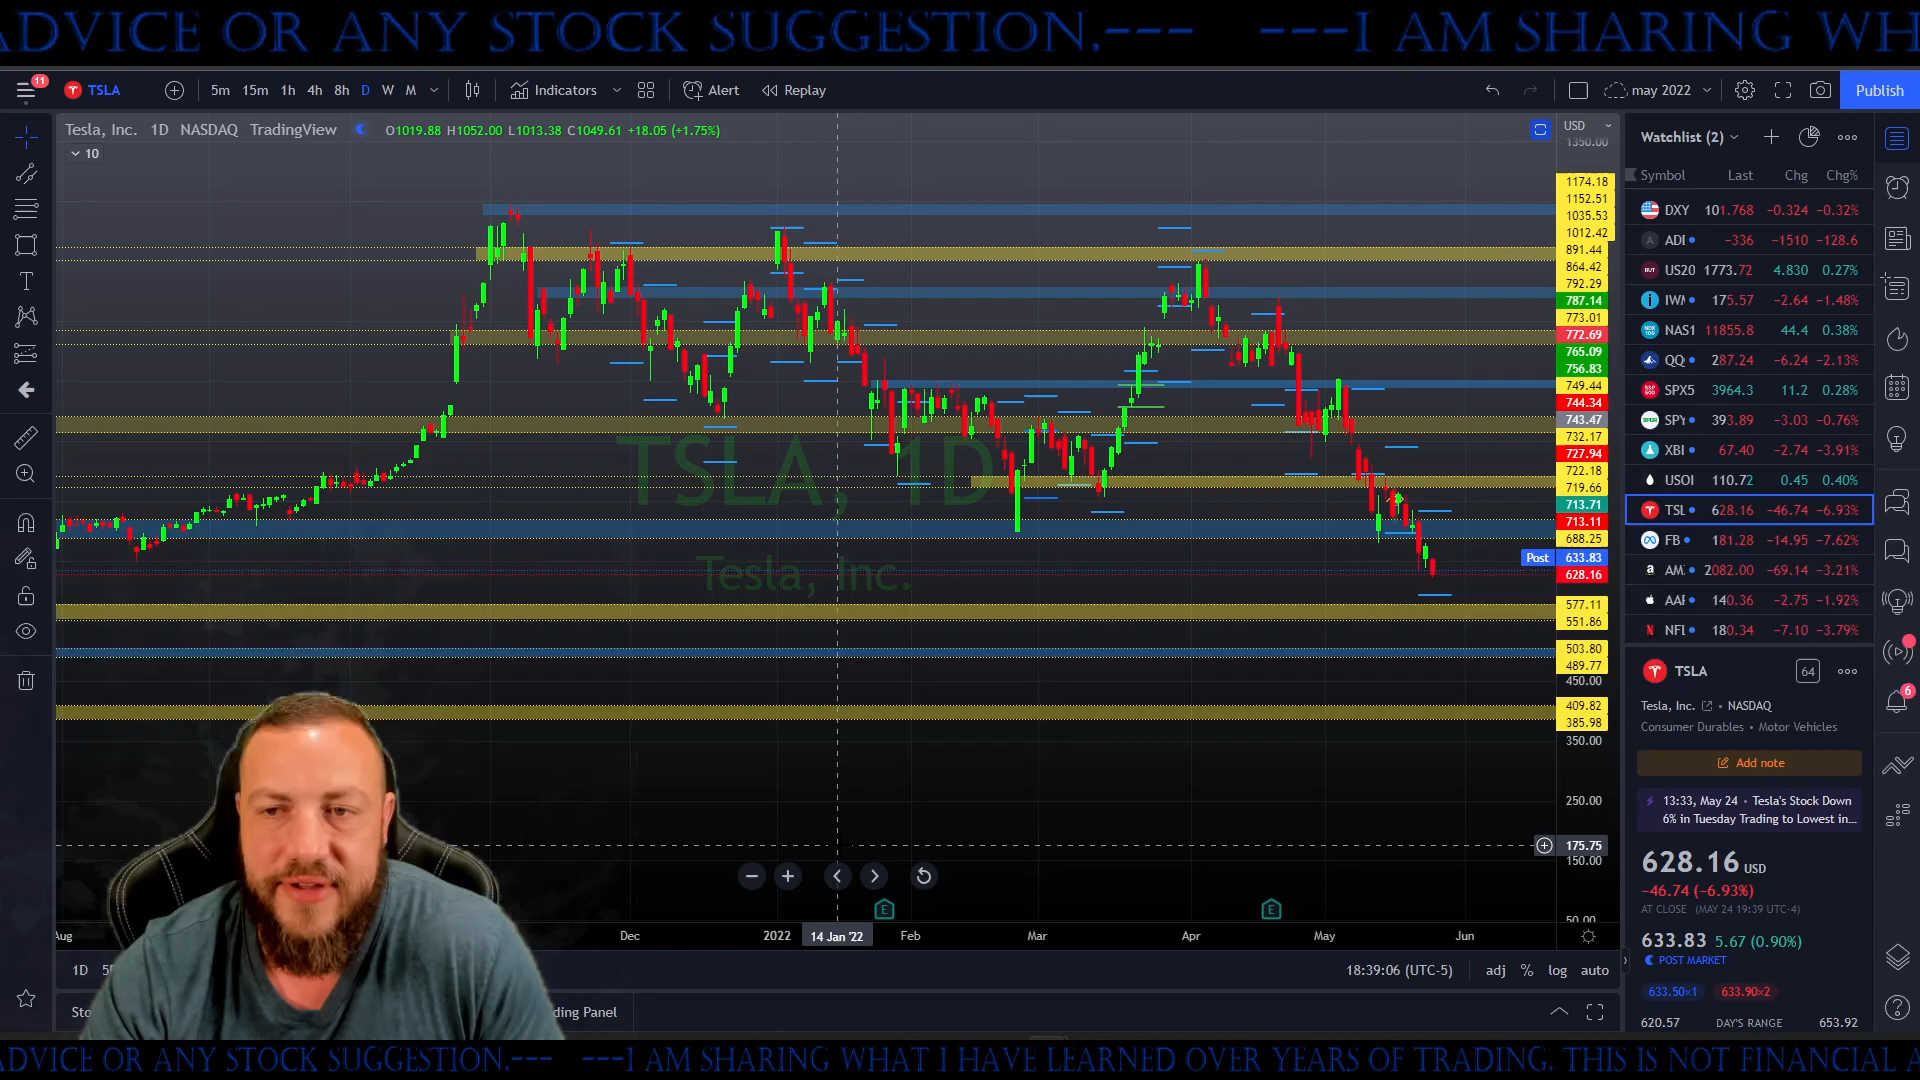 ADVICE OR ANY STOCK SUGGESTION.--- ---I AM SHARING WH
11
TSLA 5m 15m 1h 4h 8h D W M Indicators Alert Replay may 2022 Publish
Tesla, Inc. 1D NASDAQ TradingView O1019.88 H1052.00 L1013.38 C1049.61 +18.05 (+1.75%)
10
USD
1350.00
1174.18
1152.51
1035.53
1012.42
891.44
864.42
792.29
787.14
773.01
772.69
765.09
756.83
749.44
744.34
743.47
732.17
727.94
722.18
719.66
713.71
713.11
688.25
Post 633.83
628.16
577.11
551.86
503.80
489.77
450.00
409.82
385.98
350.00
250.00
175.75
150.00
50.00
TSLA, 1D
Tesla, Inc.
E E
Aug Dec 2022 14 Jan '22 Feb Mar Apr May Jun
1D 18:39:06 (UTC-5) adj % log auto
ding Panel
Watchlist (2)
Symbol Last Chg Chg%
DXY 101.768 −0.324 −0.32%
ADI −336 −1510 −128.6
US20 1773.72 4.830 0.27%
IWM 175.57 −2.64 −1.48%
NAS1 11855.8 44.4 0.38%
QQ 287.24 −6.24 −2.13%
SPX5 3964.3 11.2 0.28%
SPY 393.89 −3.03 −0.76%
XBI 67.40 −2.74 −3.91%
USOI 110.72 0.45 0.40%
TSL 628.16 −46.74 −6.93%
FB 181.28 −14.95 −7.62%
AM 2082.00 −69.14 −3.21%
AAF 140.36 −2.75 −1.92%
NFL 180.34 −7.10 −3.79%
TSLA 64
Tesla, Inc. • NASDAQ
Consumer Durables • Motor Vehicles
Add note
13:33, May 24 • Tesla's Stock Down
6% in Tuesday Trading to Lowest in...
628.16 USD
−46.74 (−6.93%)
AT CLOSE (MAY 24 19:39 UTC-4)
633.83 5.67 (0.90%)
POST MARKET
633.50×1 633.90×2
620.57 DAY'S RANGE 653.92
6
ADVICE OR ANY STOCK SUGGESTION.--- ---I AM SHARING WHAT I HAVE LEARNED OVER YEARS OF TRADING, THIS IS NOT FINANCIAL A